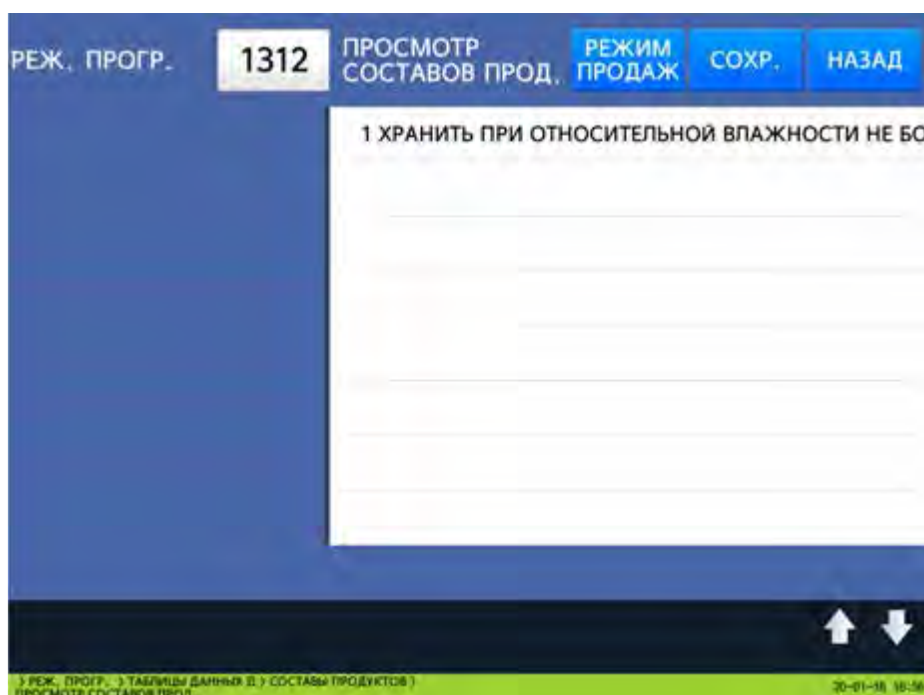 РЕЖ. ПРОГР.
1312
ПРОСМОТР
СОСТАВОВ ПРОД.
РЕЖИМ
ПРОДАЖ
СОХР.
НАЗАД
1 ХРАНИТЬ ПРИ ОТНОСИТЕЛЬНОЙ ВЛАЖНОСТИ НЕ БО
> РЕЖ. ПРОГР. > ТАБЛИЦЫ ДАННЫХ II > СОСТАВЫ ПРОДУКТОВ >
ПРОСМОТР СОСТАВОВ ПРОД.